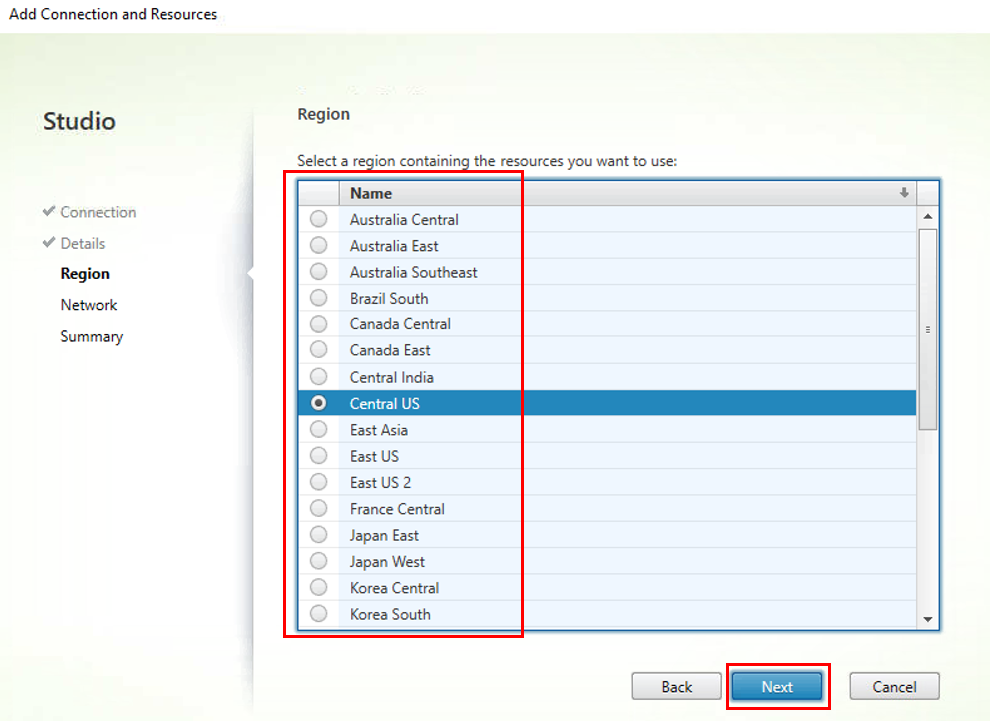 Add Connection and Resources
Studio
Connection
Details
Region
Network
Summary
Region
Select a region containing the resources you want to use:
Name
Australia Central
Australia East
Australia Southeast
Brazil South
Canada Central
Canada East
Central India
Central US
East Asia
East US
East US 2
France Central
Japan East
Japan West
Korea Central
Korea South
Back Next Cancel